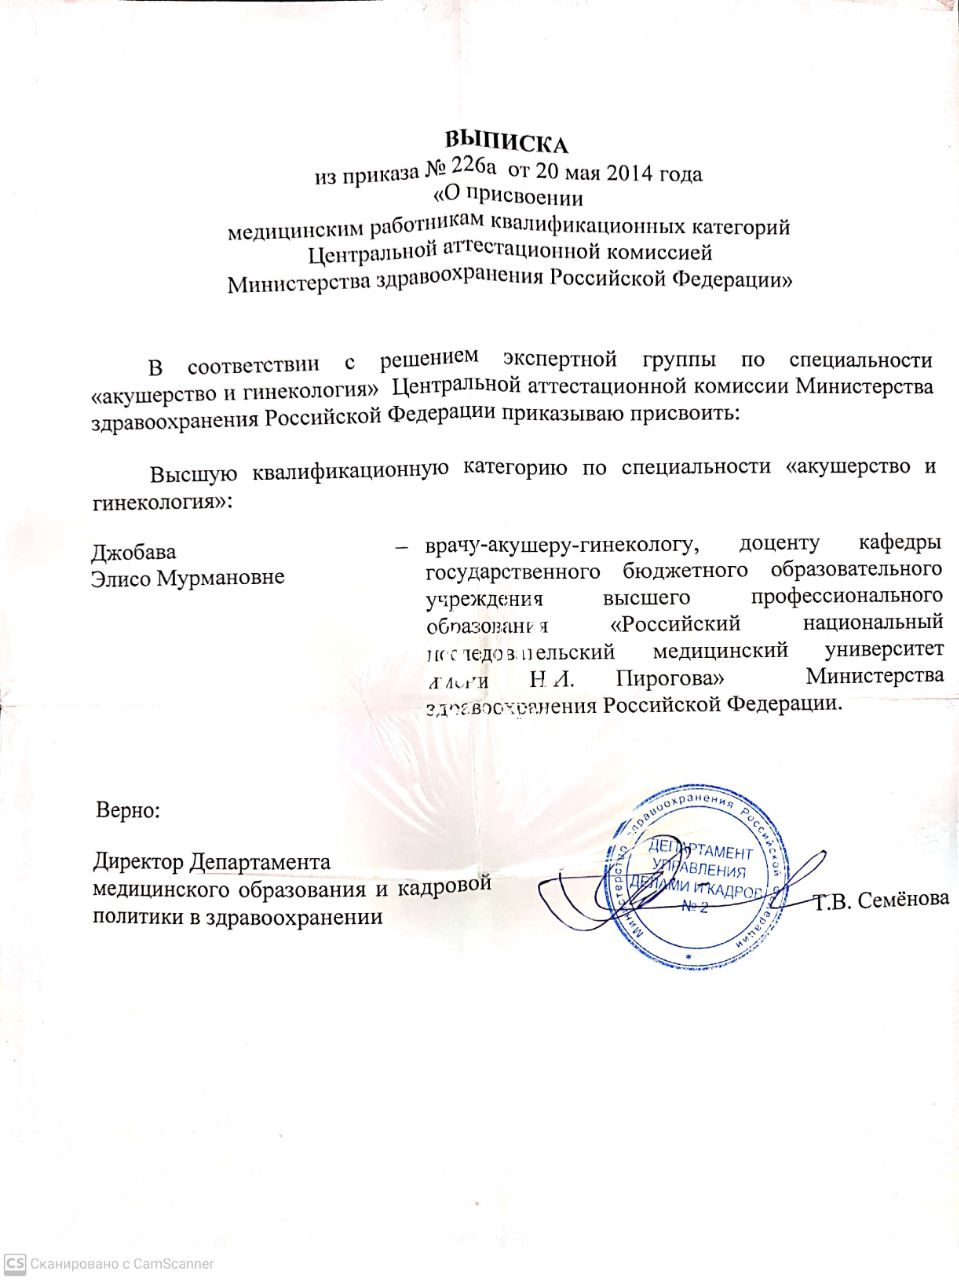 ВЫПИСКА
из приказа № 226а от 20 мая 2014 года
«О присвоении
медицинским работникам квалификационных категорий
Центральной аттестационной комиссией
Министерства здравоохранения Российской Федерации»
В соответствии с решением экспертной группы по специальности
«акушерство и гинекология» Центральной аттестационной комиссии Министерства
здравоохранения Российской Федерации приказываю присвоить:
Высшую квалификационную категорию по специальности «акушерство и
гинекология»:
Джобава
Элисо Мурмановне
– врачу-акушеру-гинекологу, доценту кафедры
государственного бюджетного образовательного
учреждения высшего профессионального
образования «Российский национальный
исследовательский медицинский университет
имени Н.И. Пирогова» Министерства
здравоохранения Российской Федерации.
Верно:
Директор Департамента
медицинского образования и кадровой
политики в здравоохранении
Министерство здравоохранения Российской Федерации
ДЕПАРТАМЕНТ
УПРАВЛЕНИЯ
ДЕЛАМИ И КАДРОВ
№ 2
Т.В. Семёнова
CS Сканировано с CamScanner